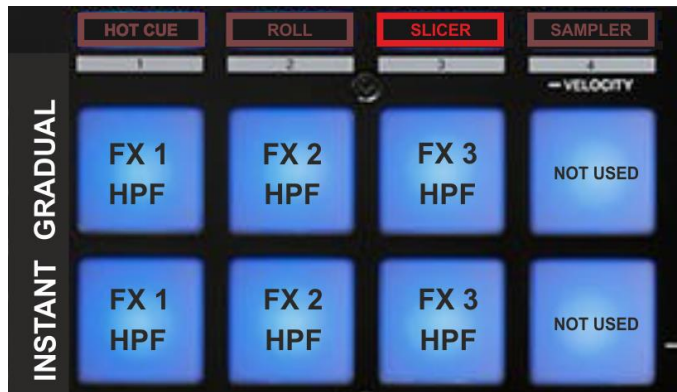 HOT CUE ROLL SLICER SAMPLER
1 2 3 4
VELOCITY
GRADUAL
FX 1 FX 2 FX 3 NOT USED
HPF HPF HPF
INSTANT
FX 1 FX 2 FX 3 NOT USED
HPF HPF HPF